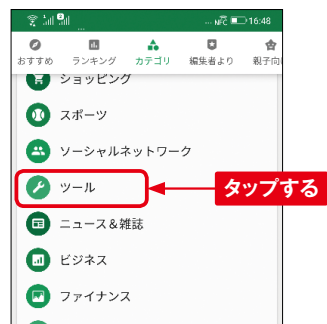 ... NFC 16:48
おすすめ ランキング カテゴリ 編集者より 親子向
ショッピング
スポーツ
ソーシャルネットワーク
ツール
タップする
ニュース＆雑誌
ビジネス
ファイナンス